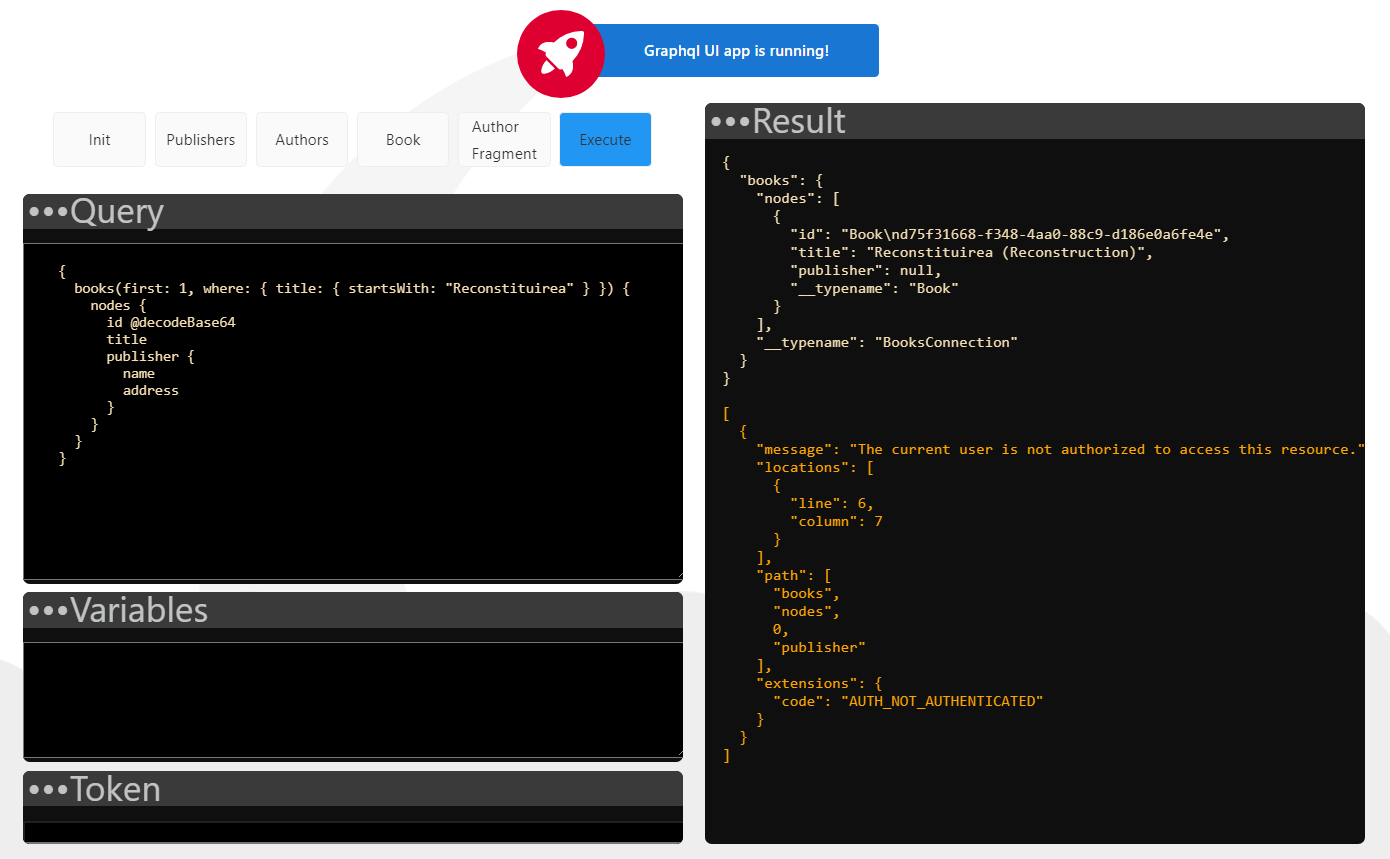 Graphql UI app is running!
Init
Publishers
Authors
Book
Author
Fragment
Execute
•••Query
{
  books(first: 1, where: { title: { startsWith: "Reconstituirea" } }) {
    nodes {
      id @decodeBase64
      title
      publisher {
        name
        address
      }
    }
  }
}
•••Variables
•••Token
•••Result
{
  "books": {
    "nodes": [
      {
        "id": "Book\nd75f31668-f348-4aa0-88c9-d186e0a6fe4e",
        "title": "Reconstituirea (Reconstruction)",
        "publisher": null,
        "__typename": "Book"
      }
    ],
    "__typename": "BooksConnection"
  }
}
[
  {
    "message": "The current user is not authorized to access this resource."
    "locations": [
      {
        "line": 6,
        "column": 7
      }
    ],
    "path": [
      "books",
      "nodes",
      0,
      "publisher"
    ],
    "extensions": {
      "code": "AUTH_NOT_AUTHENTICATED"
    }
  }
]